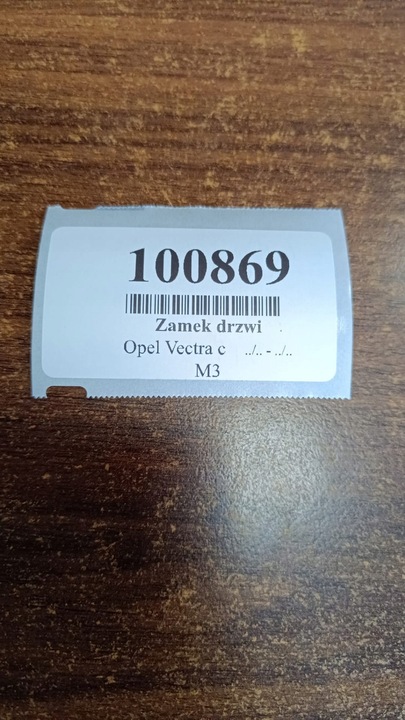 100869
Zamek drzwi
Opel Vectra c ../.. - ../..
M3